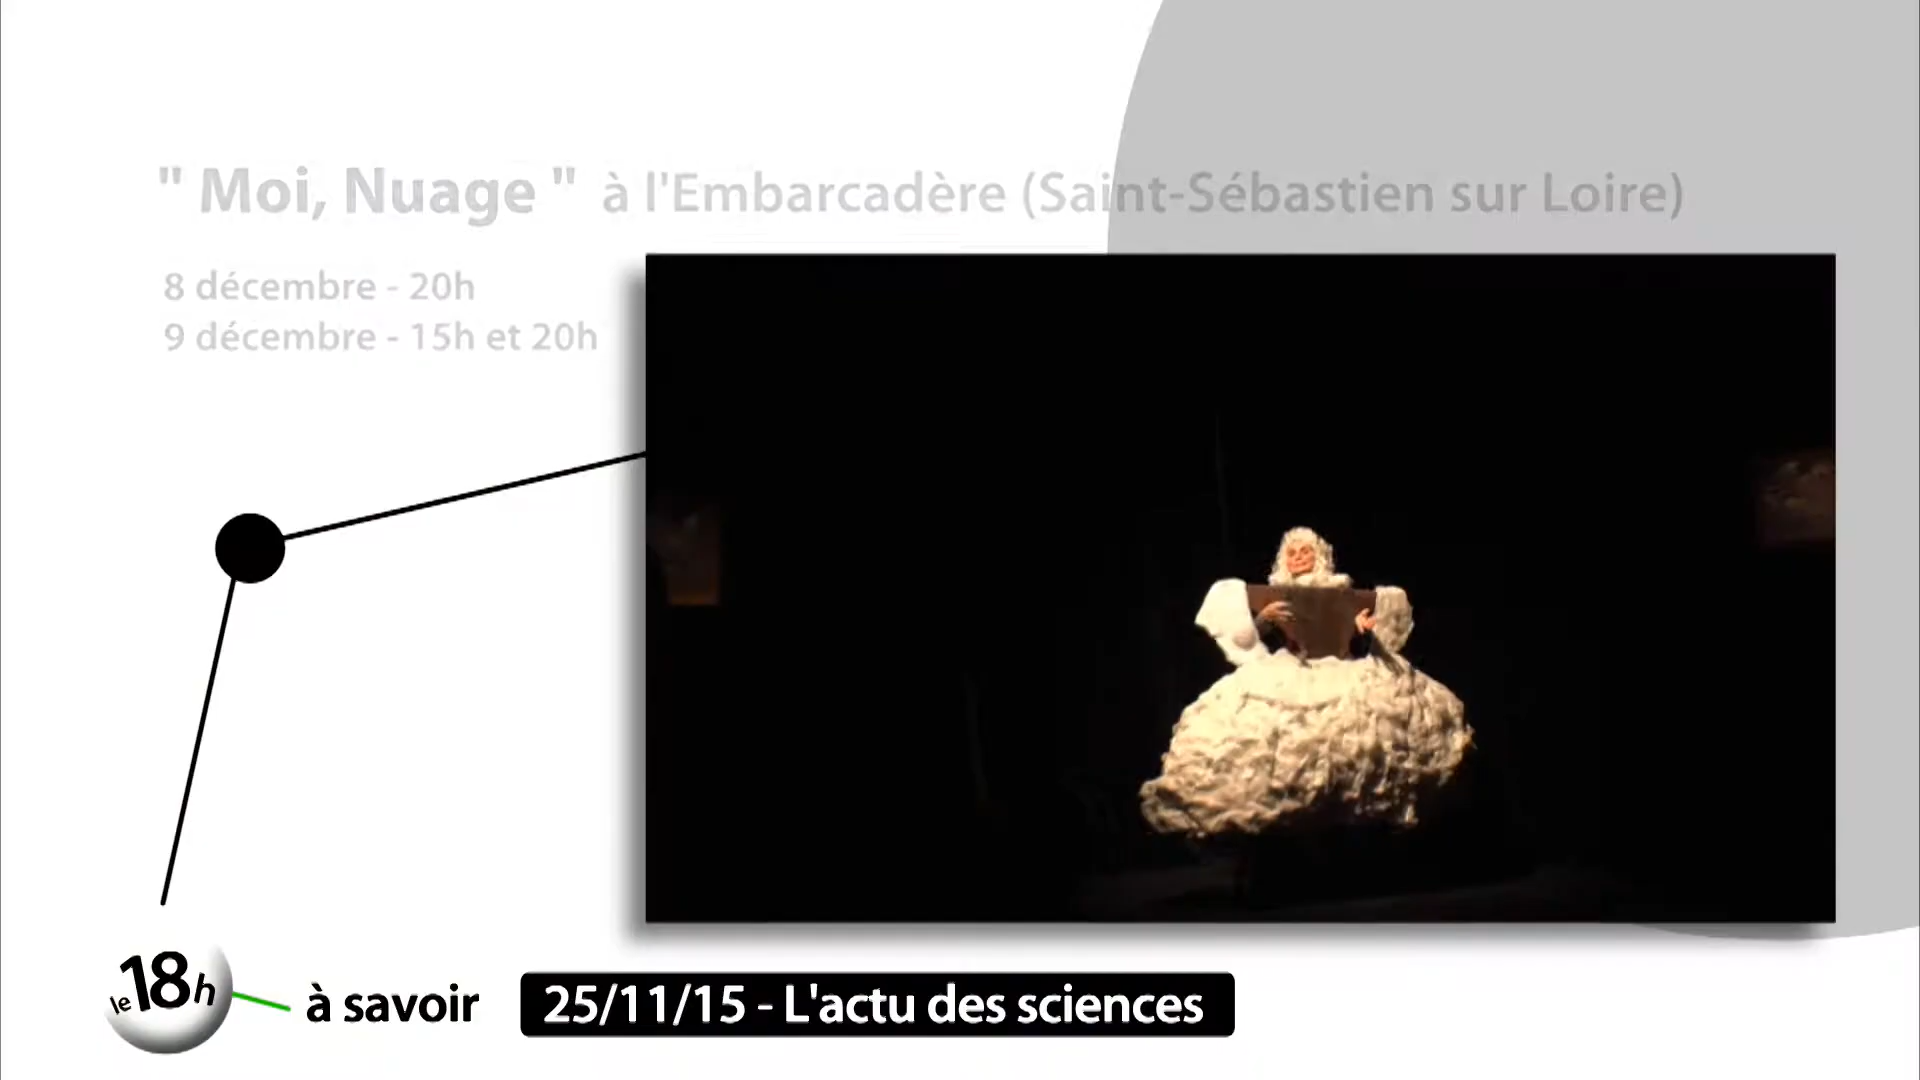 " Moi, Nuage " à l'Embarcadère (Saint-Sébastien sur Loire)
8 décembre - 20h
9 décembre - 15h et 20h
le 18h à savoir 25/11/15 - L'actu des sciences